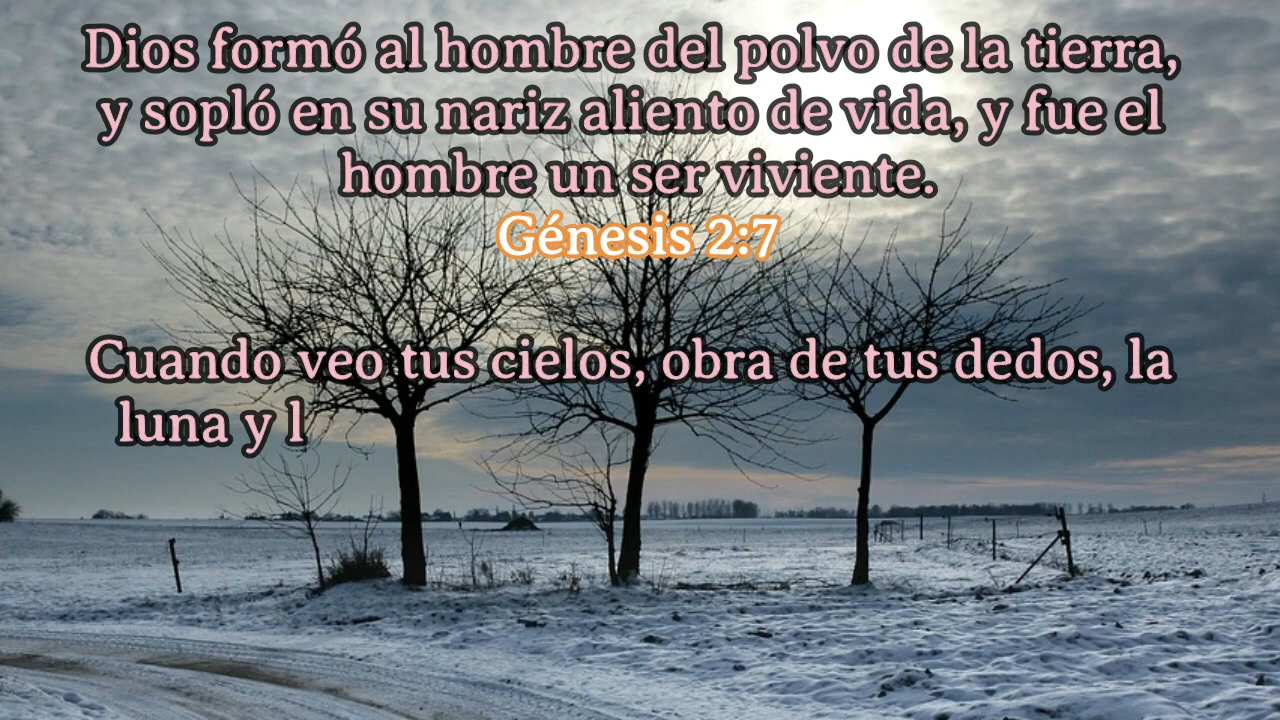 Dios formó al hombre del polvo de la tierra,
y sopló en su nariz aliento de vida, y fue el
hombre un ser viviente.
Génesis 2:7
Cuando veo tus cielos, obra de tus dedos, la
luna y l